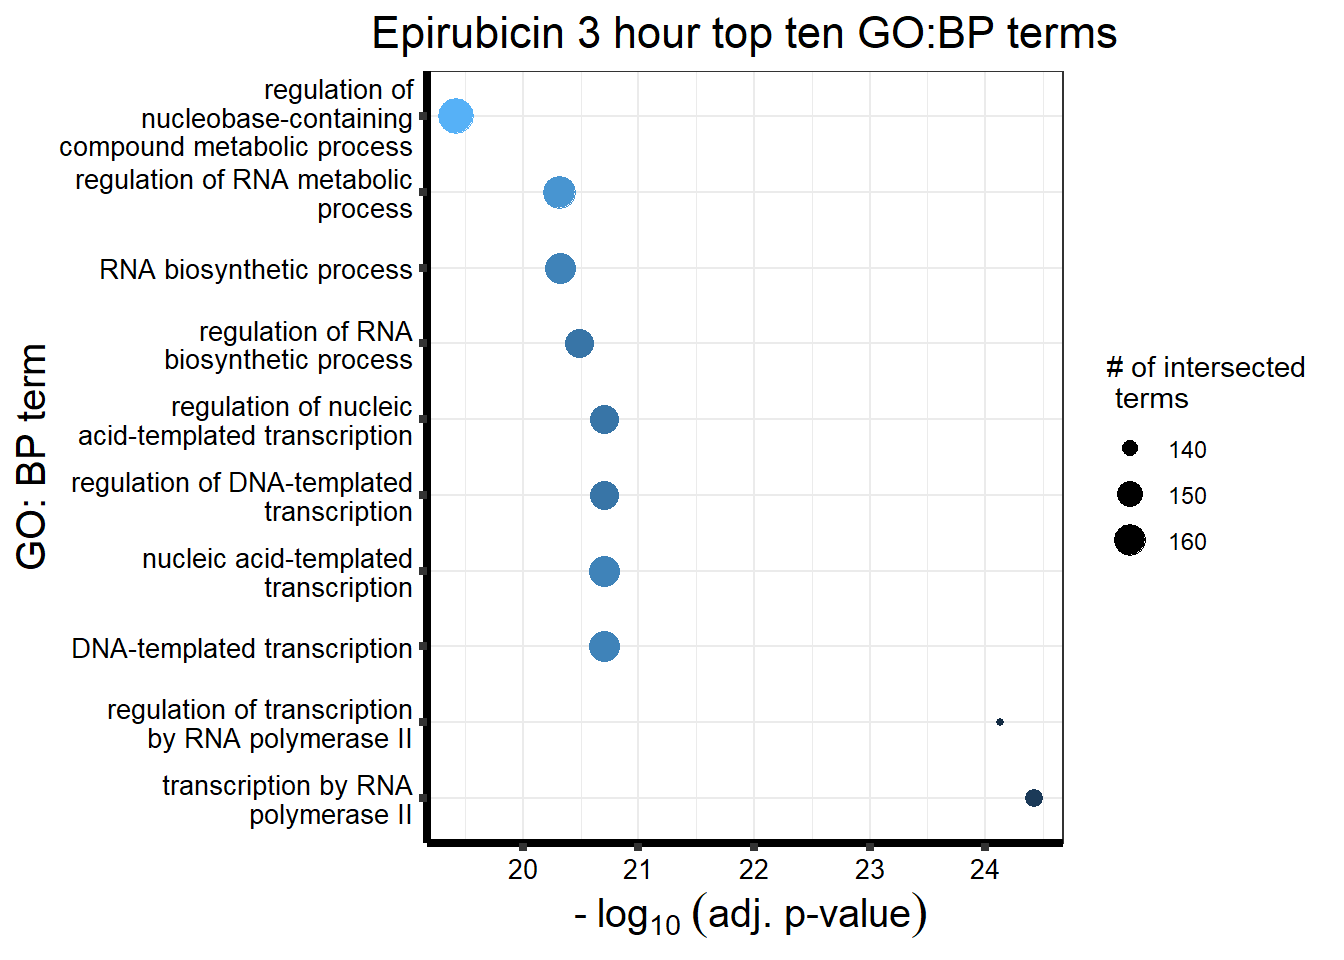 Epirubicin 3 hour top ten GO:BP terms
regulation of
nucleobase-containing
compound metabolic process
regulation of RNA metabolic
process
RNA biosynthetic process
regulation of RNA
biosynthetic process
regulation of nucleic
acid-templated transcription
regulation of DNA-templated
transcription
nucleic acid-templated
transcription
DNA-templated transcription
regulation of transcription
by RNA polymerase II
transcription by RNA
polymerase II
GO: BP term
20 21 22 23 24
- log10 (adj. p-value)
# of intersected
terms
140
150
160